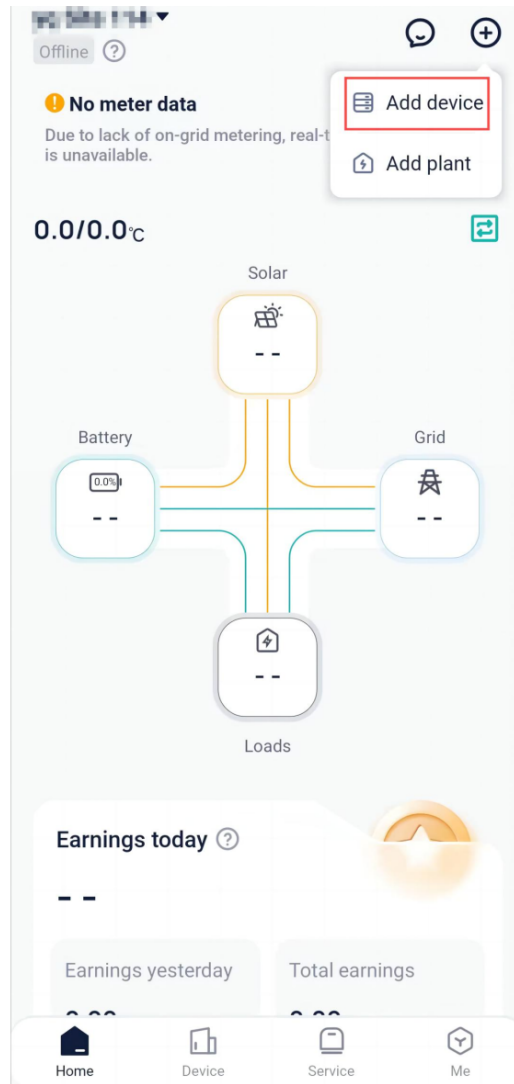 Offline
No meter data
Due to lack of on-grid metering, real-t
is unavailable.
Add device
Add plant
0.0/0.0℃
Solar
- -
Battery
0.0%
- -
Grid
- -
- -
Loads
Earnings today
- -
Earnings yesterday
Total earnings
Home
Device
Service
Me